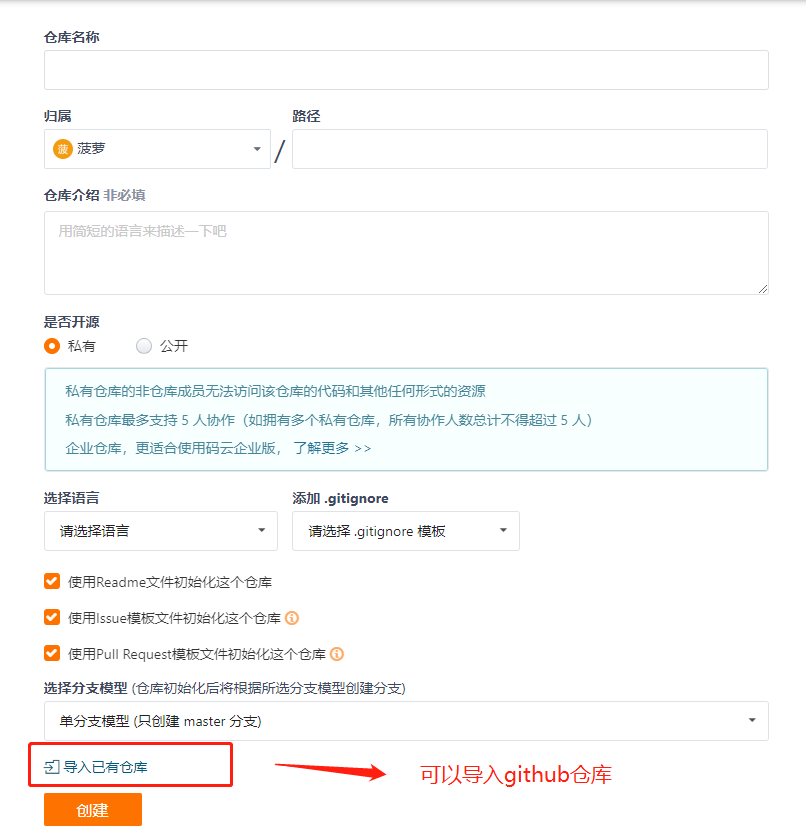 仓库名称
归属 路径
菠 菠萝 /
仓库介绍 非必填
用简短的语言来描述一下吧
是否开源
私有 公开
私有仓库的非仓库成员无法访问该仓库的代码和其他任何形式的资源
私有仓库最多支持 5 人协作（如拥有多个私有仓库，所有协作人数总计不得超过 5 人）
企业仓库，更适合使用码云企业版， 了解更多 >>
选择语言 添加 .gitignore
请选择语言 请选择 .gitignore 模板
使用Readme文件初始化这个仓库
使用Issue模板文件初始化这个仓库
使用Pull Request模板文件初始化这个仓库
选择分支模型 (仓库初始化后将根据所选分支模型创建分支)
单分支模型 (只创建 master 分支)
导入已有仓库 可以导入github仓库
创建